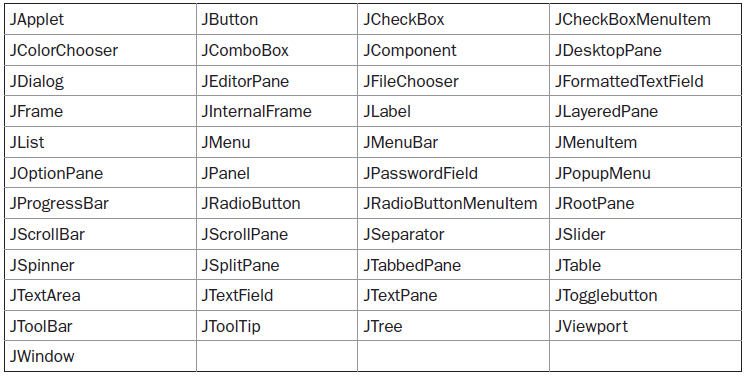 JApplet JButton JCheckBox JCheckBoxMenuItem
JColorChooser JComboBox JComponent JDesktopPane
JDialog JEditorPane JFileChooser JFormattedTextField
JFrame JInternalFrame JLabel JLayeredPane
JList JMenu JMenuBar JMenuItem
JOptionPane JPanel JPasswordField JPopupMenu
JProgressBar JRadioButton JRadioButtonMenuItem JRootPane
JScrollBar JScrollPane JSeparator JSlider
JSpinner JSplitPane JTabbedPane JTable
JTextArea JTextField JTextPane JTogglebutton
JToolBar JToolTip JTree JViewport
JWindow